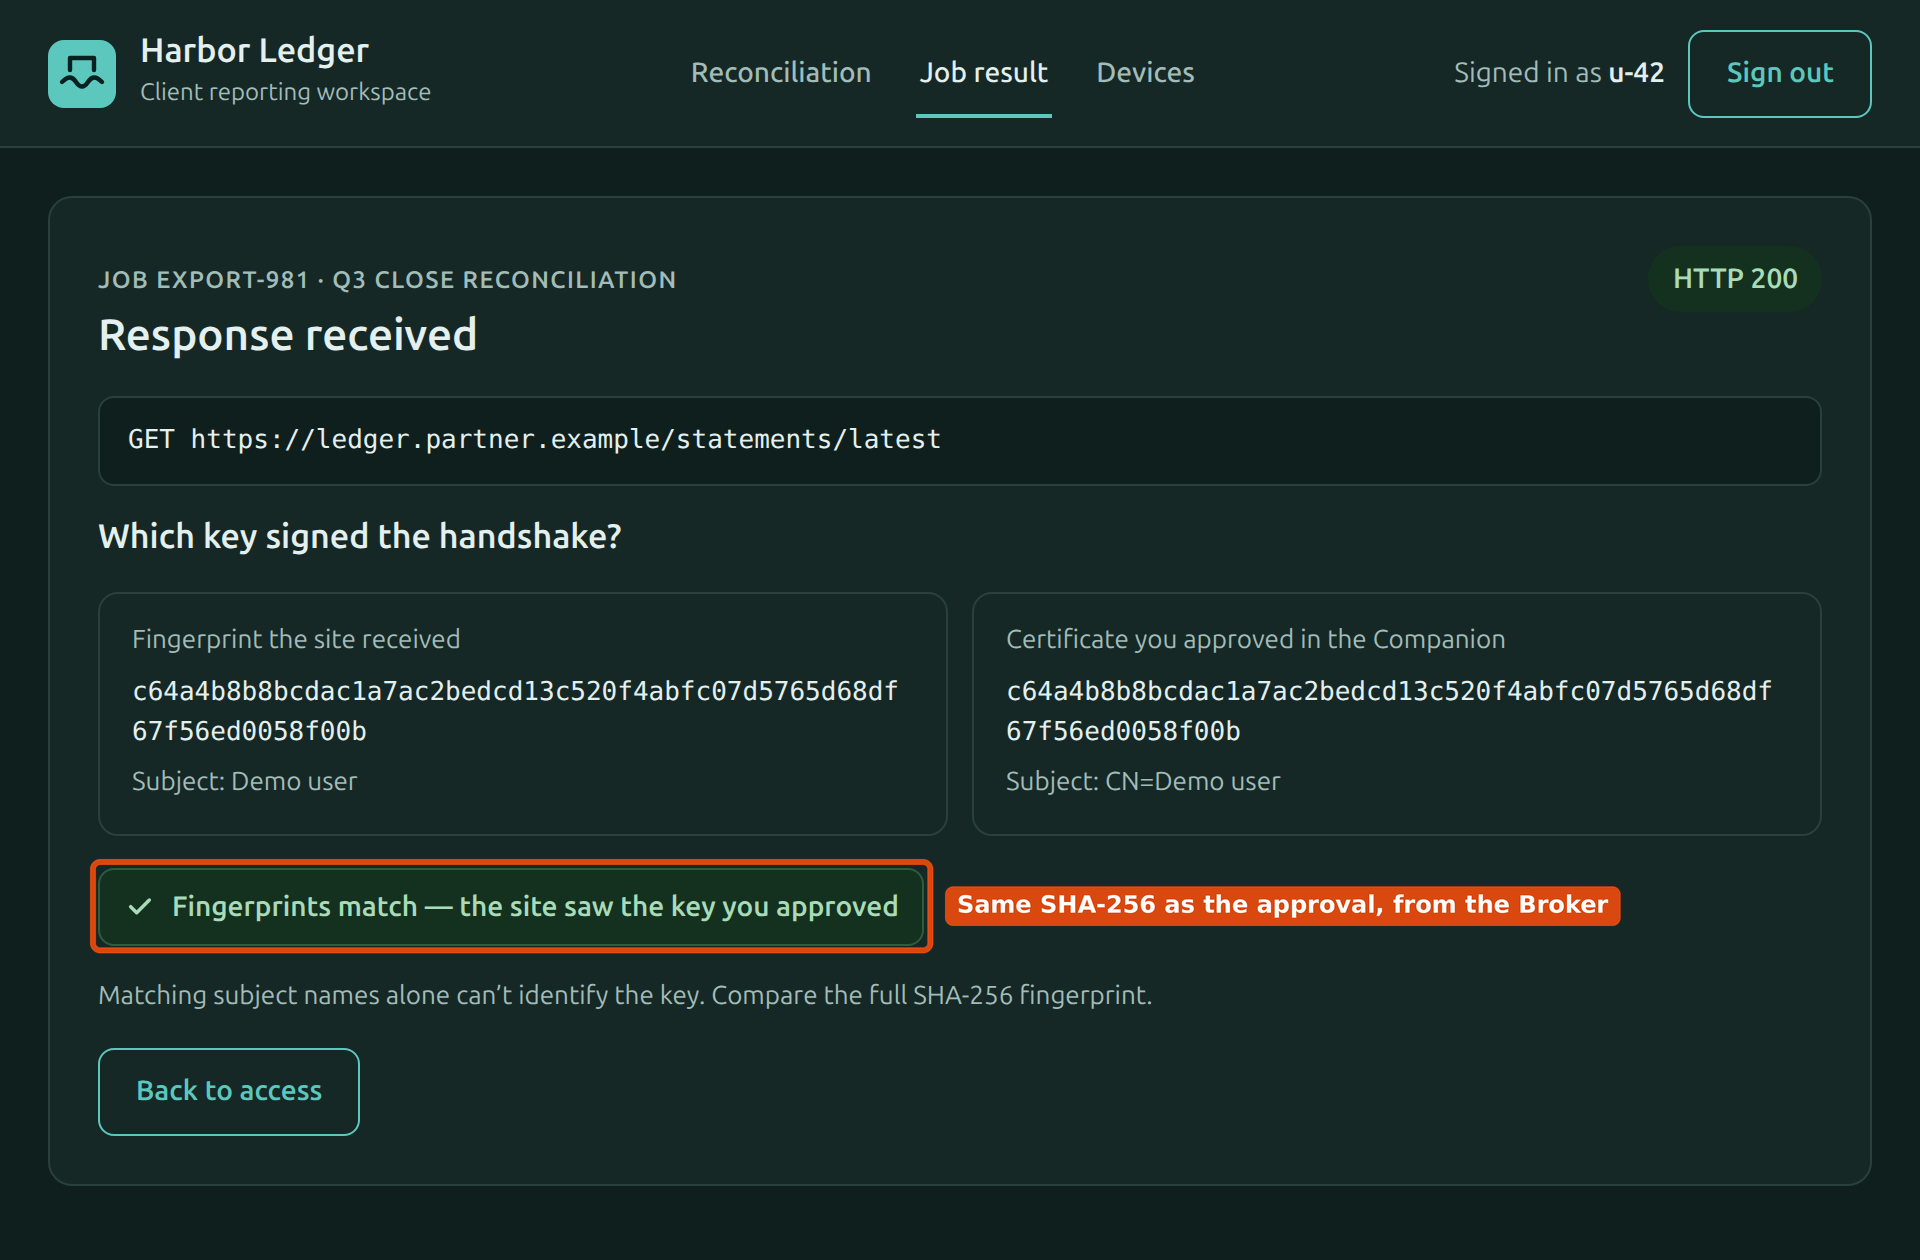 Harbor Ledger
Client reporting workspace
Reconciliation
Job result
Devices
Signed in as u-42
Sign out
JOB EXPORT-981 · Q3 CLOSE RECONCILIATION
HTTP 200
Response received
GET https://ledger.partner.example/statements/latest
Which key signed the handshake?
Fingerprint the site received
c64a4b8b8bcdac1a7ac2bedcd13c520f4abfc07d5765d68df
67f56ed0058f00b
Subject: Demo user
Certificate you approved in the Companion
c64a4b8b8bcdac1a7ac2bedcd13c520f4abfc07d5765d68df
67f56ed0058f00b
Subject: CN=Demo user
Fingerprints match — the site saw the key you approved
Same SHA-256 as the approval, from the Broker
Matching subject names alone can’t identify the key. Compare the full SHA-256 fingerprint.
Back to access